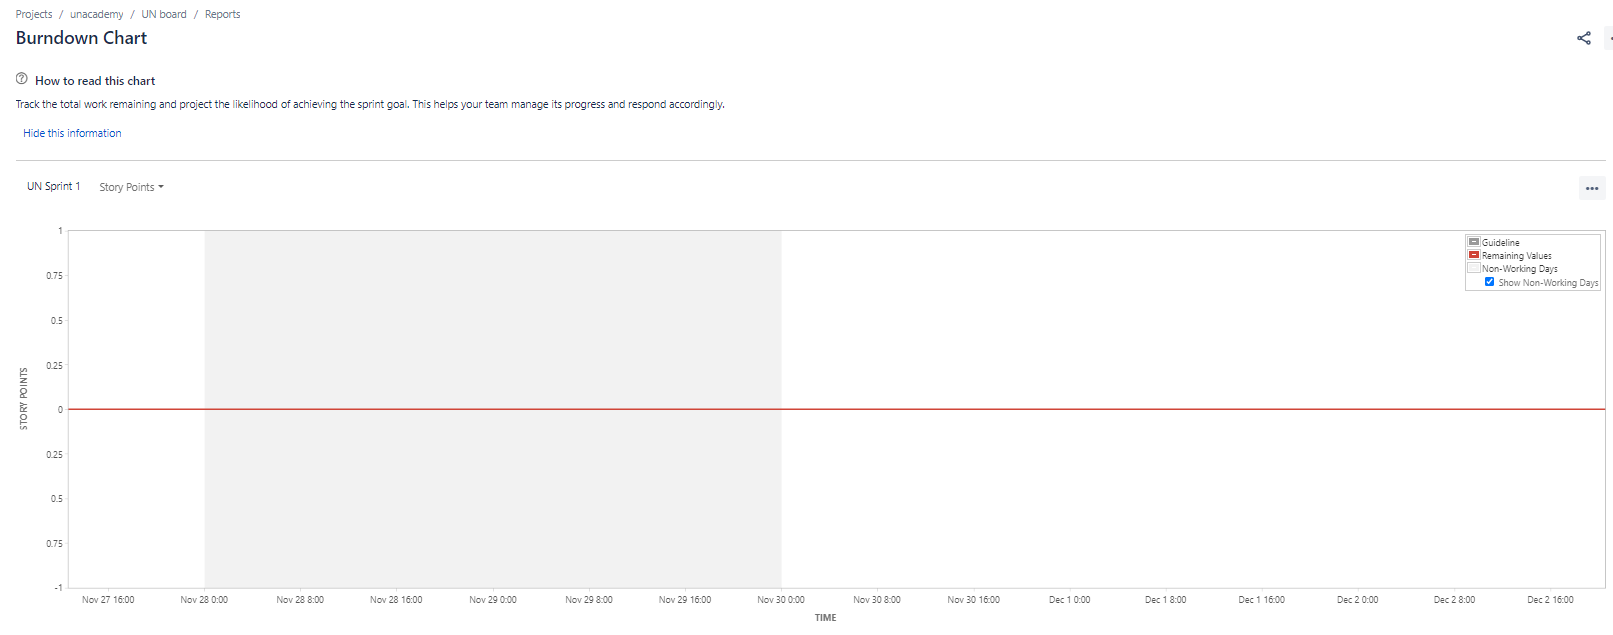 Projects / unacademy / UN board / Reports
Burndown Chart
How to read this chart
Track the total work remaining and project the likelihood of achieving the sprint goal. This helps your team manage its progress and respond accordingly.
Hide this information
UN Sprint 1 Story Points
Guideline
Remaining Values
Non-Working Days
Show Non-Working Days
STORY POINTS
1
0.75
0.5
0.25
0
0.25
0.5
0.75
-1
Nov 27 16:00 Nov 28 0:00 Nov 28 8:00 Nov 28 16:00 Nov 29 0:00 Nov 29 8:00 Nov 29 16:00 Nov 30 0:00 Nov 30 8:00 Nov 30 16:00 Dec 1 0:00 Dec 1 8:00 Dec 1 16:00 Dec 2 0:00 Dec 2 8:00 Dec 2 16:00
TIME